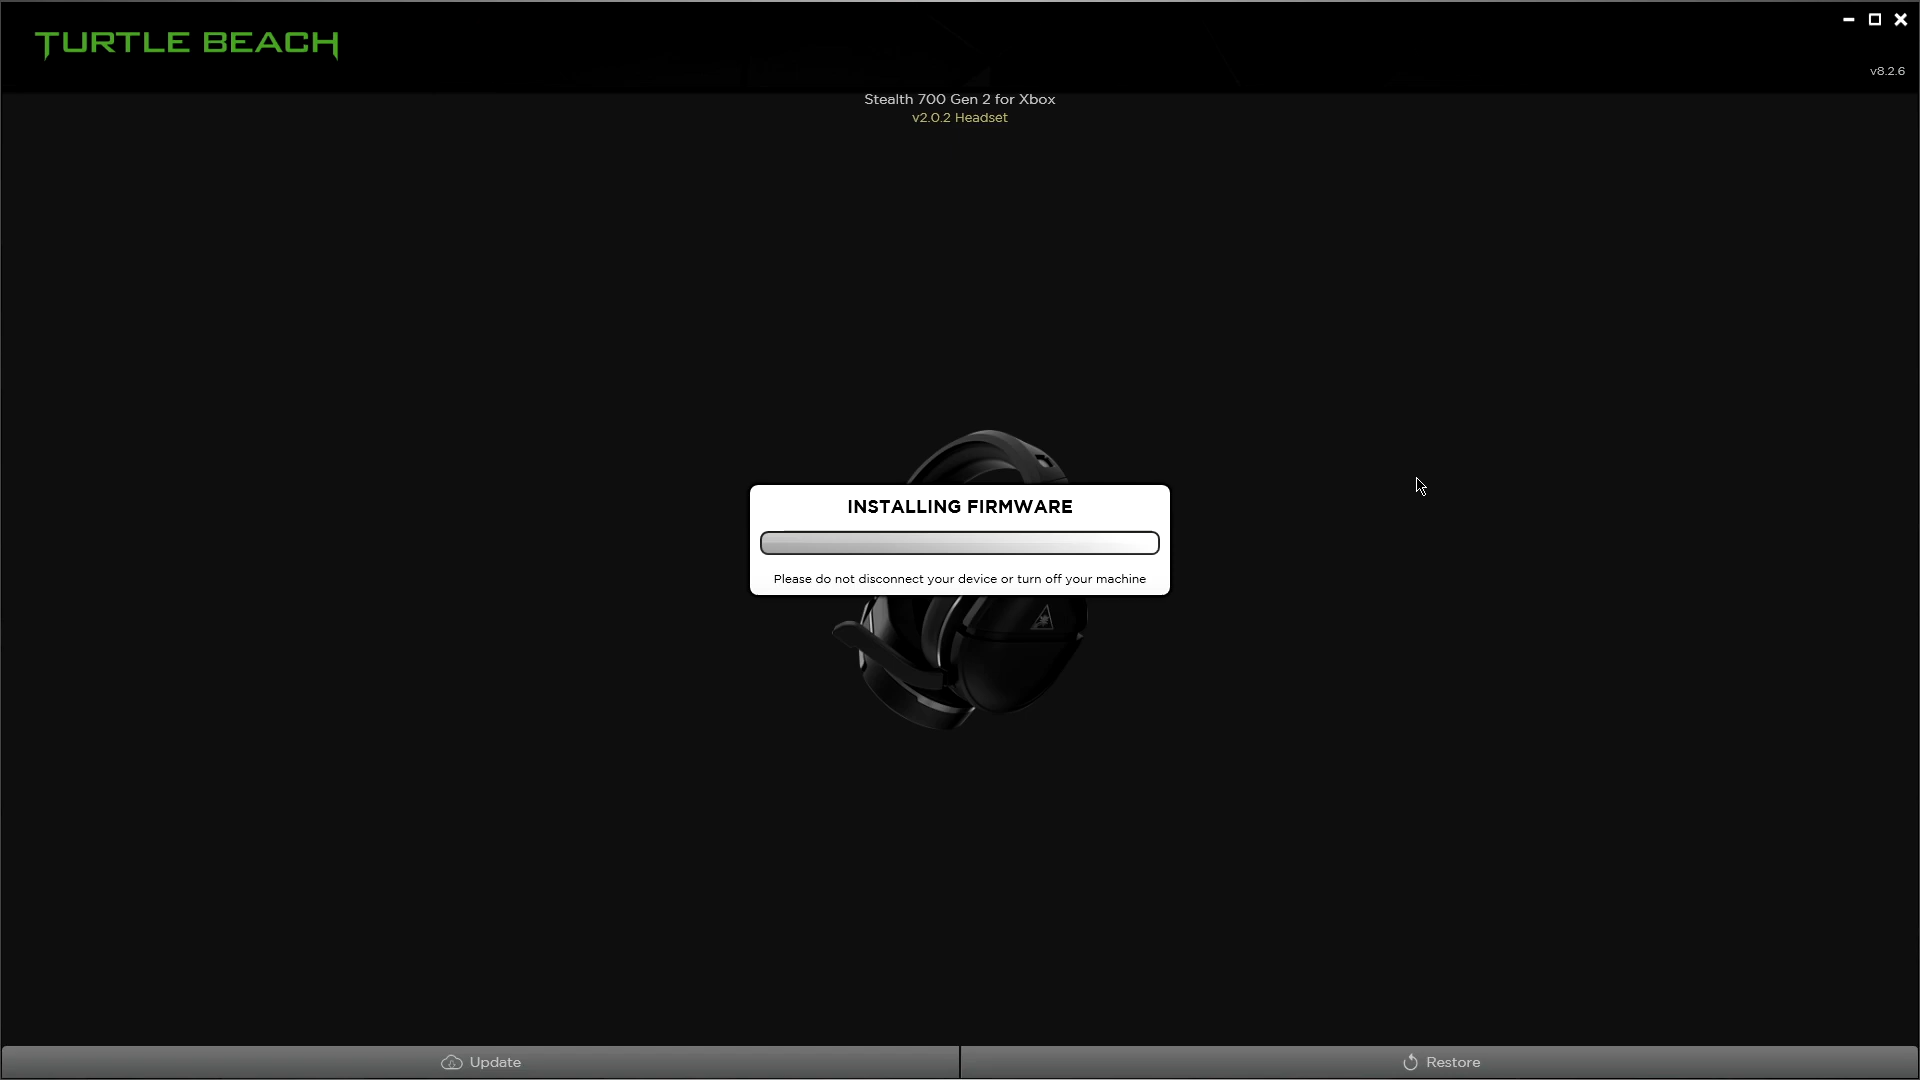 TURTLE BEACH
v8.2.6
Stealth 700 Gen 2 for Xbox
v2.0.2 Headset
INSTALLING FIRMWARE
Please do not disconnect your device or turn off your machine
Update
Restore